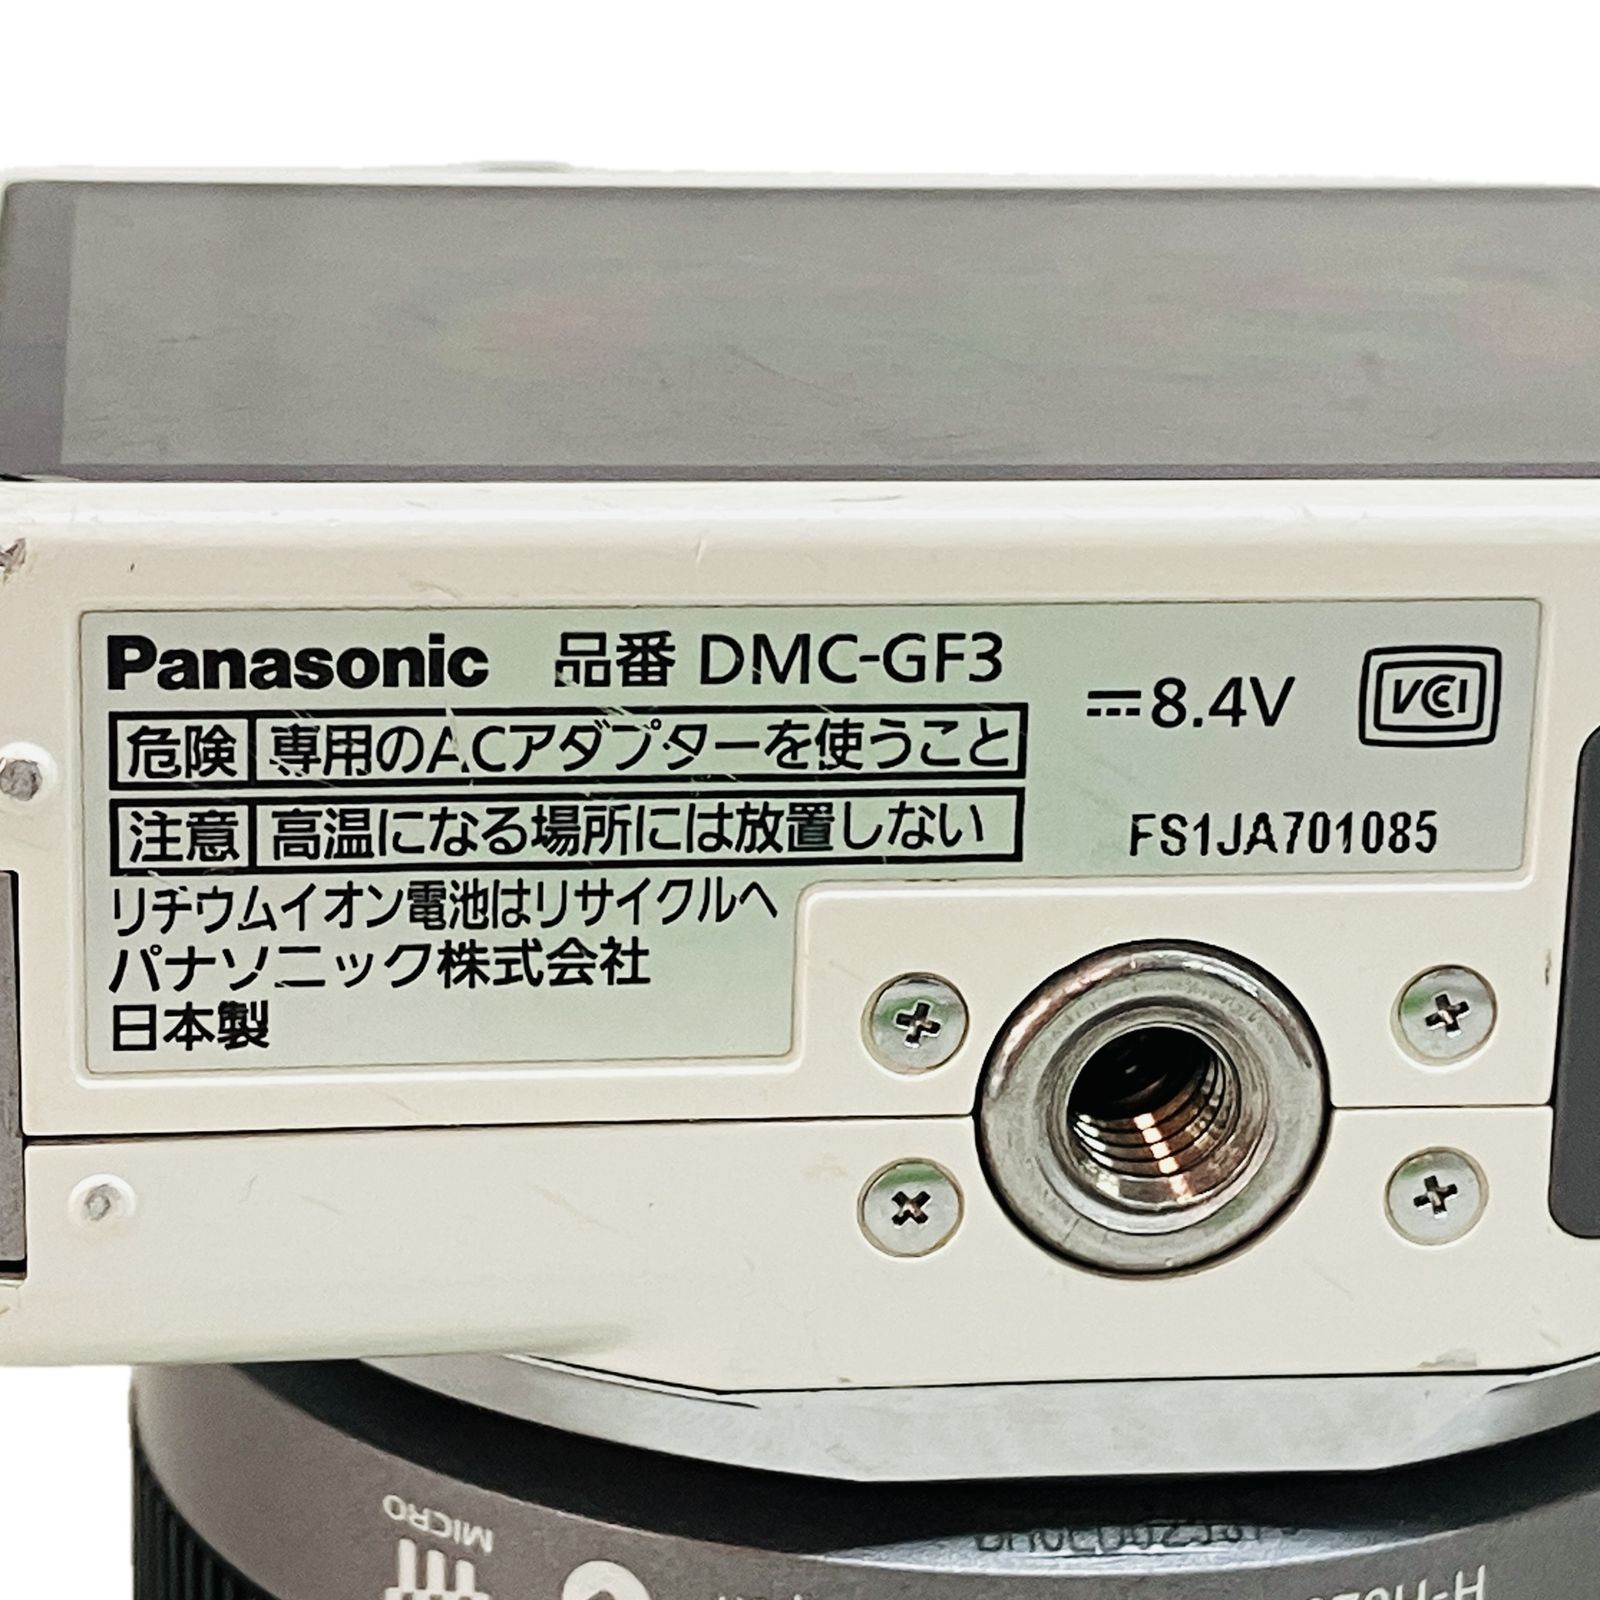 Panasonic 品番 DMC-GF3
⎓8.4V
VCCI
危険 専用のACアダプターを使うこと
注意 高温になる場所には放置しない
FS1JA701085
リチウムイオン電池はリサイクルへ
パナソニック株式会社
日本製
MICRO